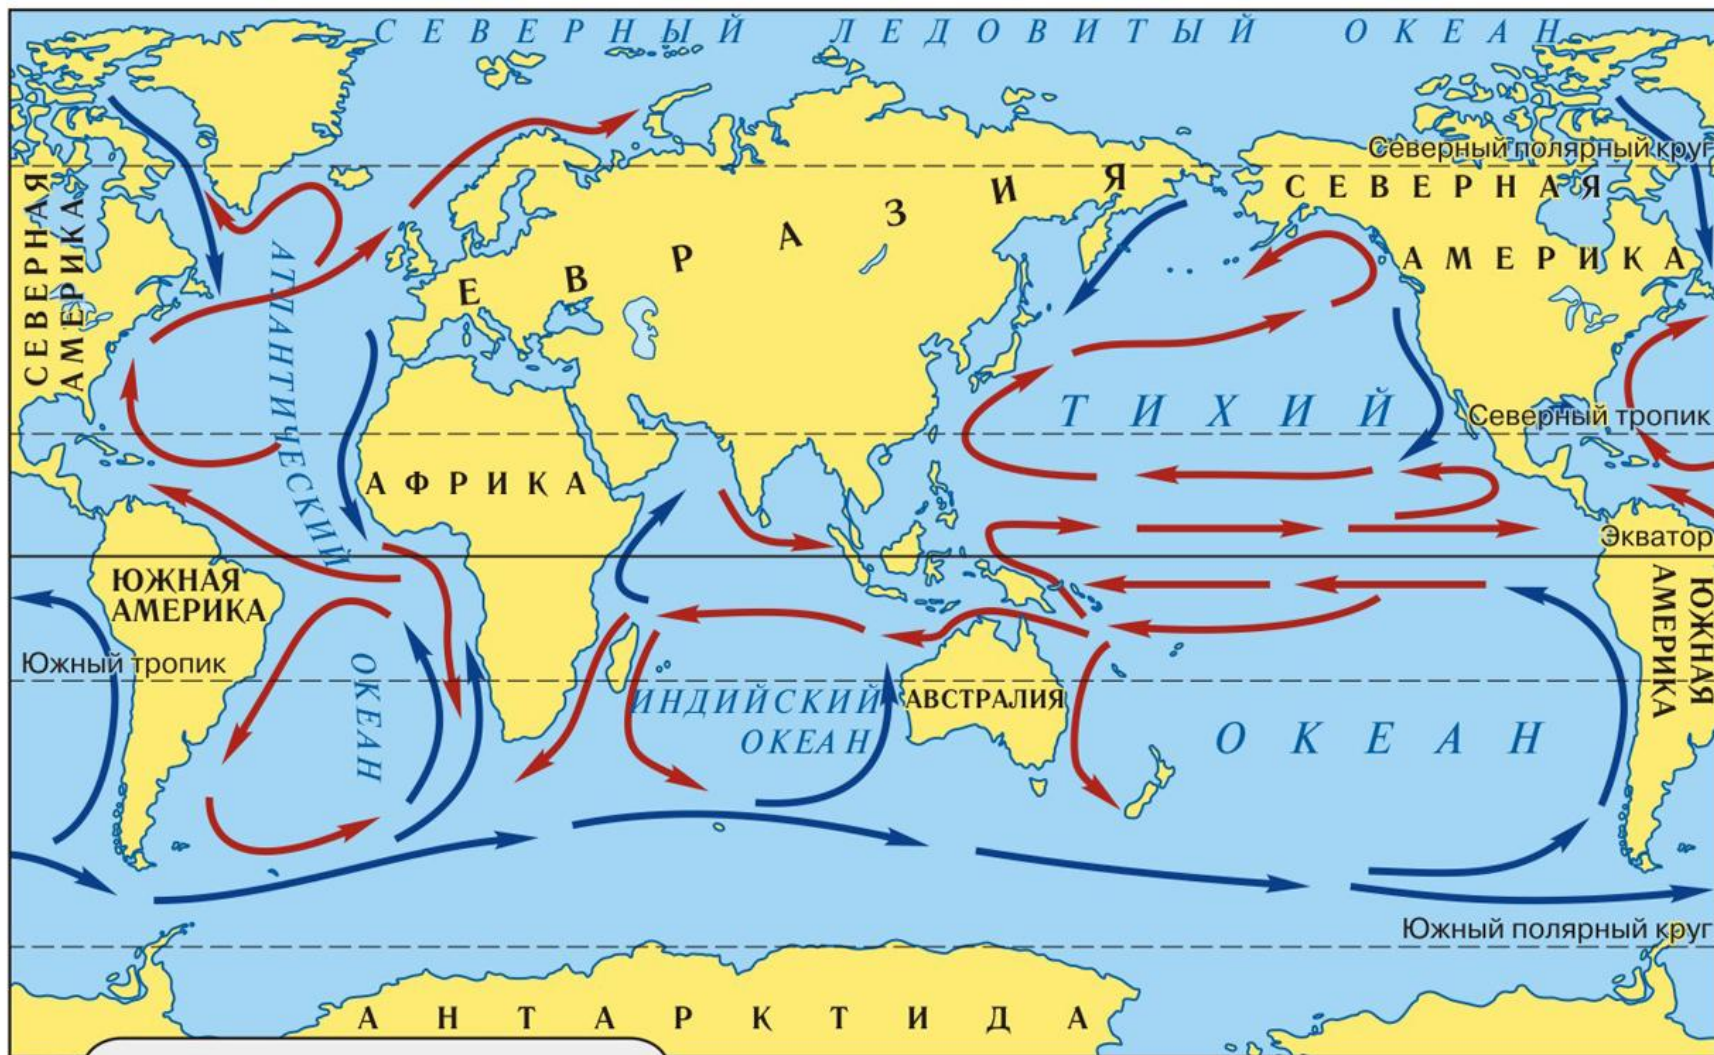 СЕВЕРНЫЙ ЛЕДОВИТЫЙ ОКЕАН
Северный полярный круг
СЕВЕРНАЯ
АМЕРИКА
ЕВРАЗИЯ
СЕВЕРНАЯ
АМЕРИКА
АТЛАНТИЧЕСКИЙ
ТИХИЙ
Северный тропик
АФРИКА
Экватор
ЮЖНАЯ
АМЕРИКА
ЮЖНАЯ
АМЕРИКА
Южный тропик
ОКЕАН
ИНДИЙСКИЙ
ОКЕАН
АВСТРАЛИЯ
ОКЕАН
Южный полярный круг
АНТАРКТИДА